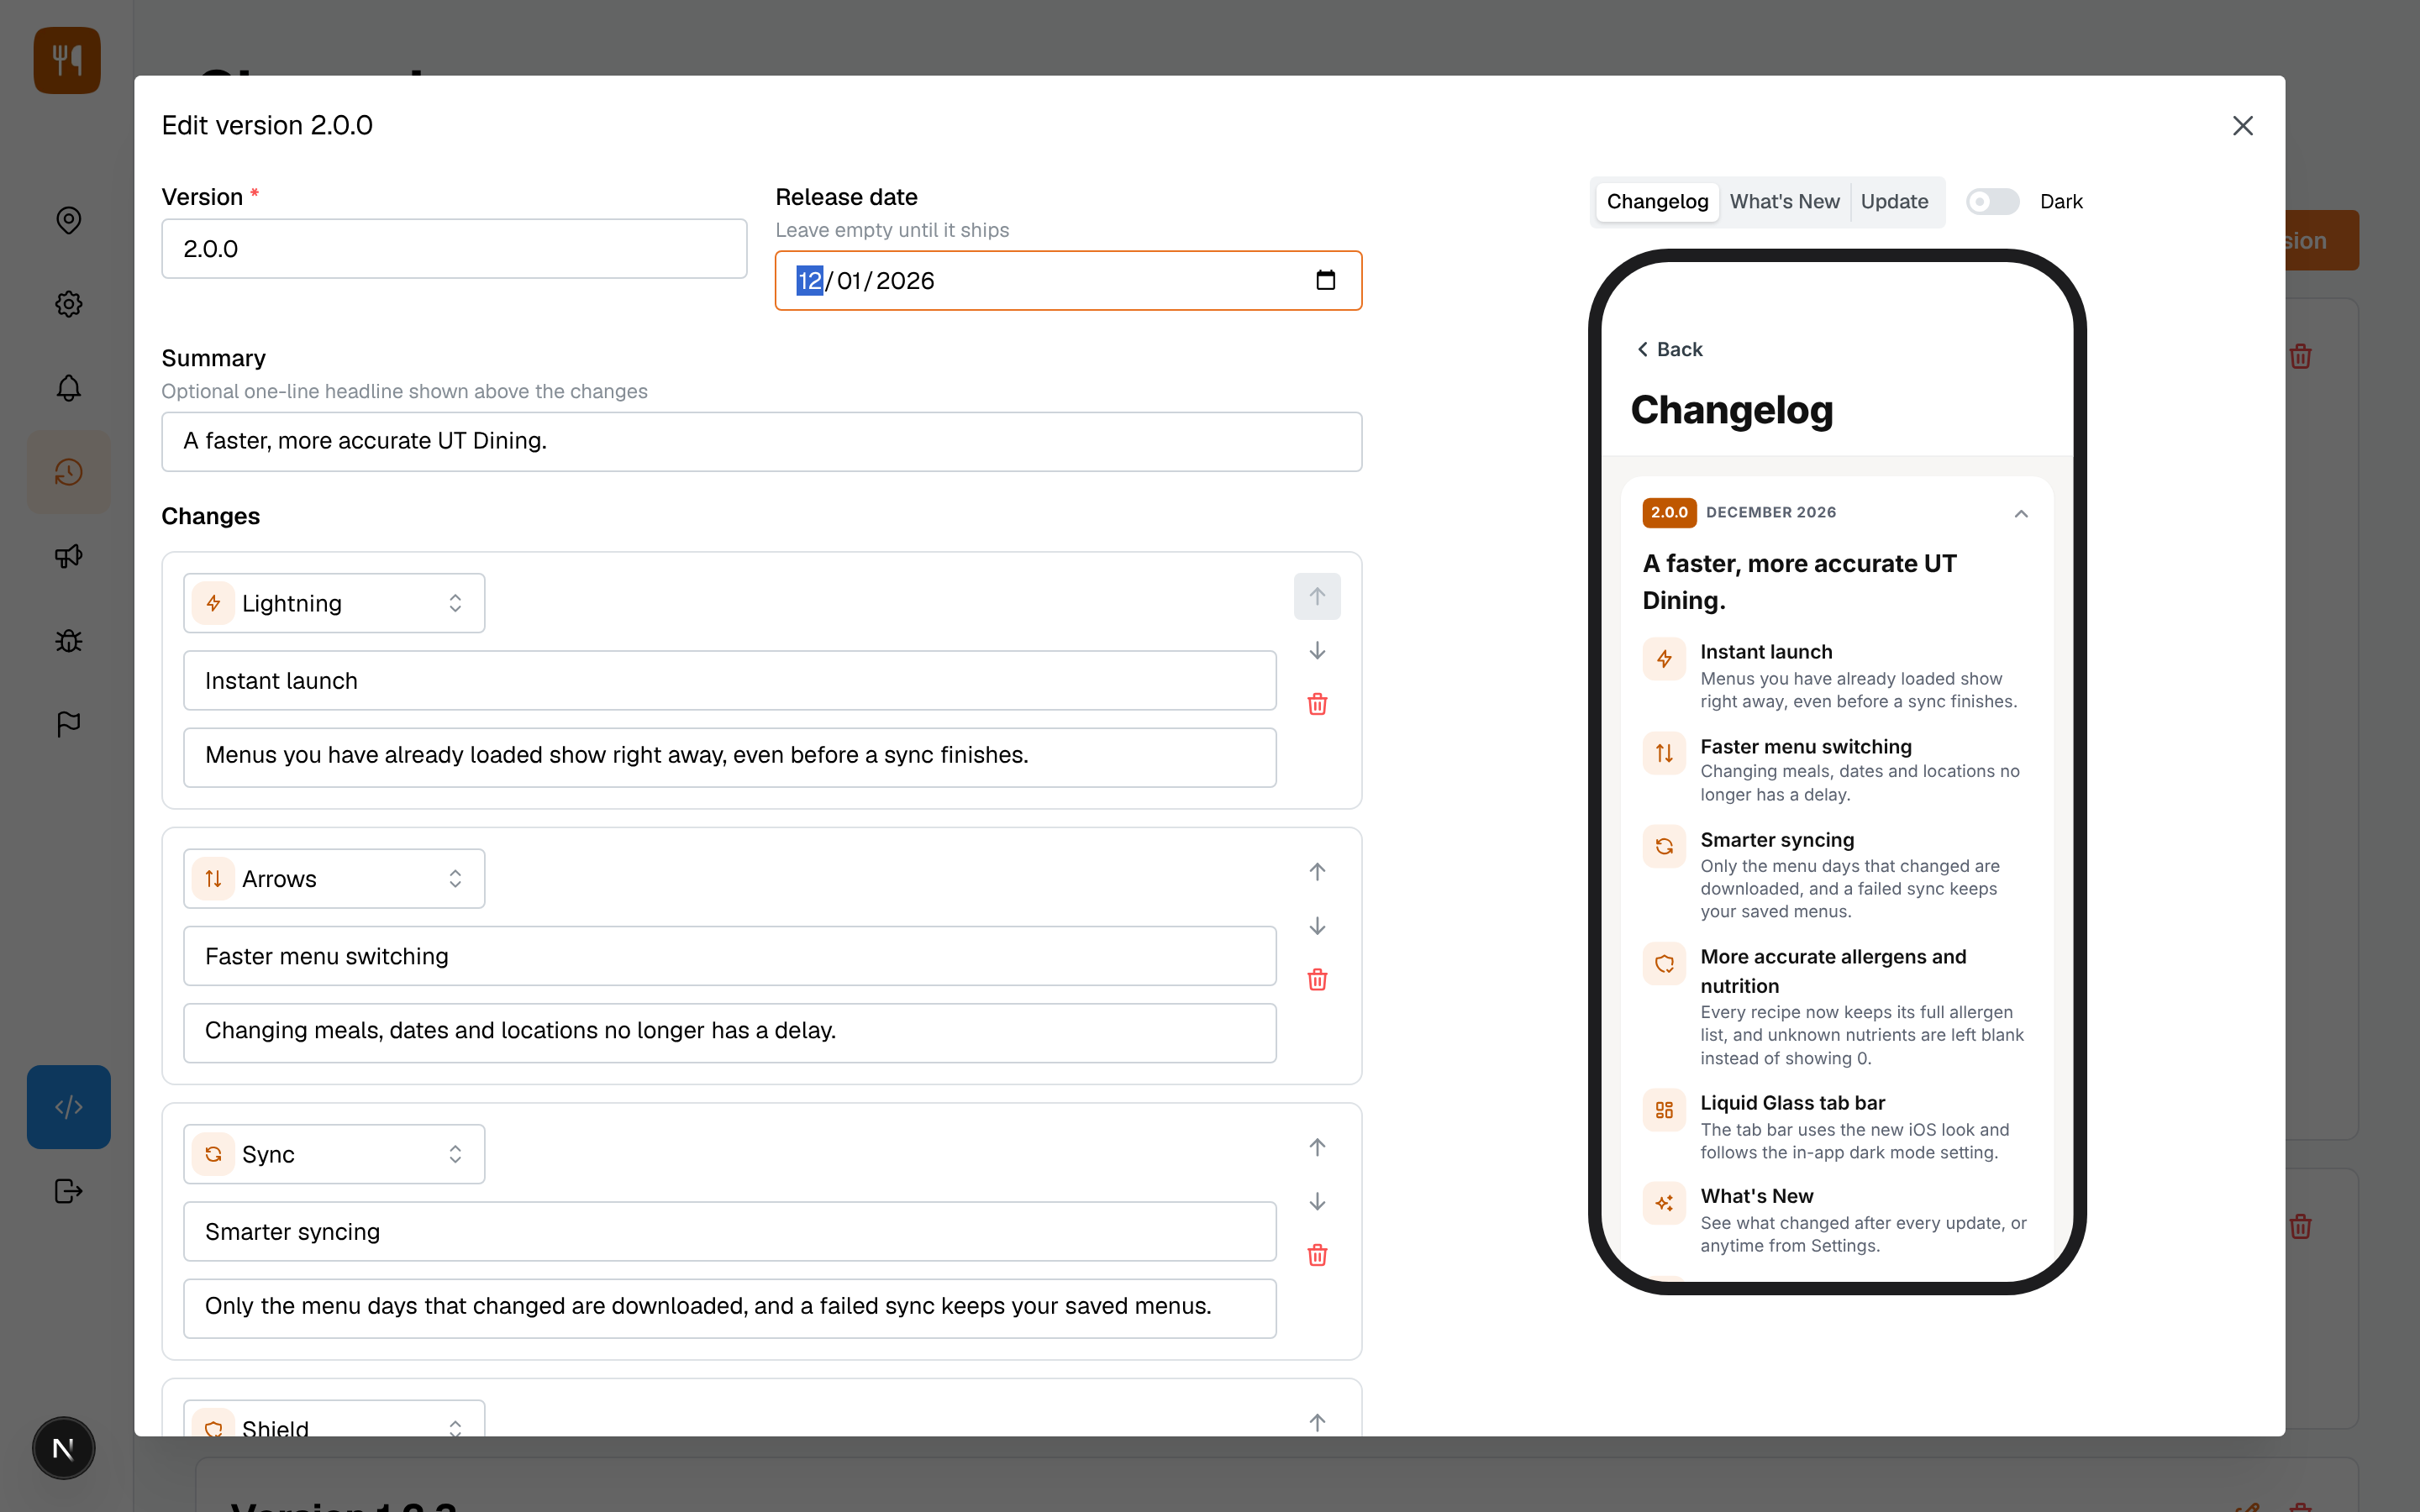 Edit version 2.0.0
Version *
2.0.0
Release date
Leave empty until it ships
12/01/2026
Summary
Optional one-line headline shown above the changes
A faster, more accurate UT Dining.
Changes
Lightning
Instant launch
Menus you have already loaded show right away, even before a sync finishes.
Arrows
Faster menu switching
Changing meals, dates and locations no longer has a delay.
Sync
Smarter syncing
Only the menu days that changed are downloaded, and a failed sync keeps your saved menus.
Shield
Changelog
What's New
Update
Dark
Back
Changelog
2.0.0 DECEMBER 2026
A faster, more accurate UT
Dining.
Instant launch
Menus you have already loaded show
right away, even before a sync finishes.
Faster menu switching
Changing meals, dates and locations no
longer has a delay.
Smarter syncing
Only the menu days that changed are
downloaded, and a failed sync keeps
your saved menus.
More accurate allergens and
nutrition
Every recipe now keeps its full allergen
list, and unknown nutrients are left blank
instead of showing 0.
Liquid Glass tab bar
The tab bar uses the new iOS look and
follows the in-app dark mode setting.
What's New
See what changed after every update, or
anytime from Settings.
N